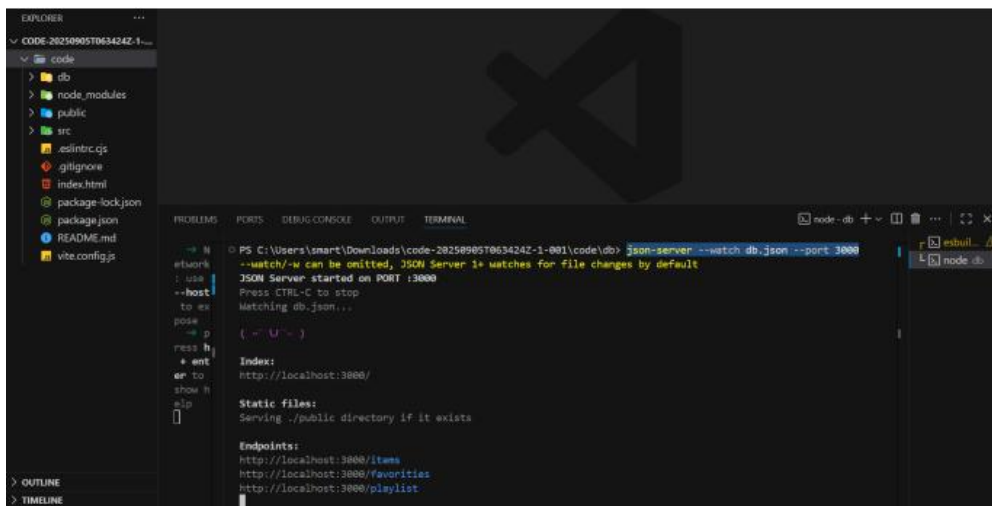 EXPLORER ...
CODE-20250905T063424Z-1-...
code
db
node_modules
public
src
.eslintrc.cjs
.gitignore
index.html
package-lock.json
package.json
README.md
vite.config.js
OUTLINE
TIMELINE
PROBLEMS PORTS DEBUG CONSOLE OUTPUT TERMINAL
node - db
→ N
etwork
: use
--host
to ex
pose
→ p
ress h
+ ent
er to
show h
elp
PS C:\Users\smart\Downloads\code-20250905T063424Z-1-001\code\db> json-server --watch db.json --port 3000
--watch/-w can be omitted, JSON Server 1+ watches for file changes by default
JSON Server started on PORT :3000
Press CTRL-C to stop
Watching db.json...
Index:
http://localhost:3000/
Static files:
Serving ./public directory if it exists
Endpoints:
http://localhost:3000/items
http://localhost:3000/favorities
http://localhost:3000/playlist
esbuil...
node db